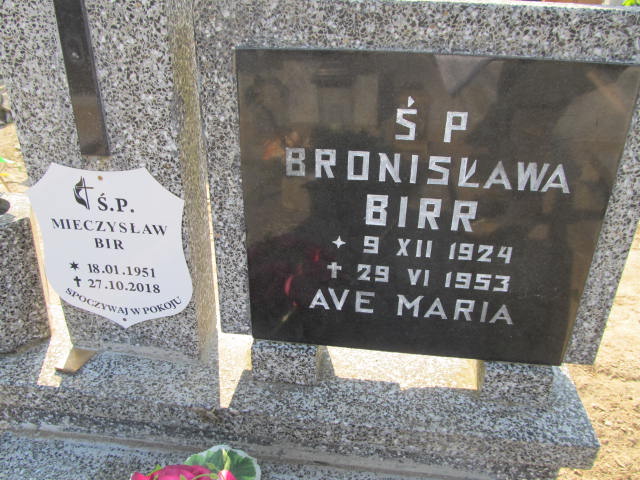 Ś.P.
MIECZYSŁAW
BIR
* 18.01.1951
✝ 27.10.2018
SPOCZYWAJ W POKOJU
Ś P
BRONISŁAWA
BIRR
* 9 XII 1924
✝ 29 VI 1953
AVE MARIA